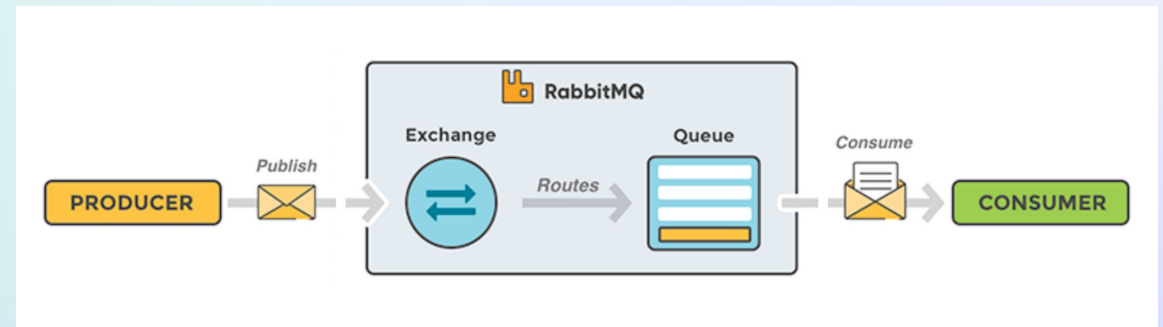 RabbitMQ
Exchange
Queue
Publish
Routes
Consume
PRODUCER
CONSUMER